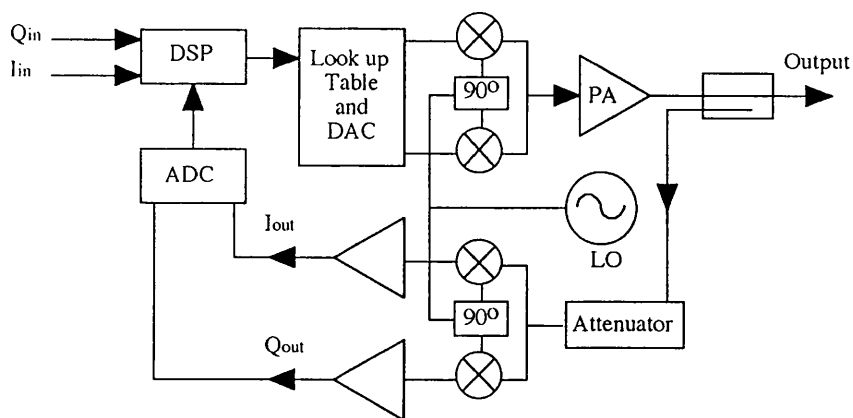 Qin
Iin
DSP
Look up
Table
and
DAC
90°
PA
Output
ADC
Iout
LO
90°
Attenuator
Qout